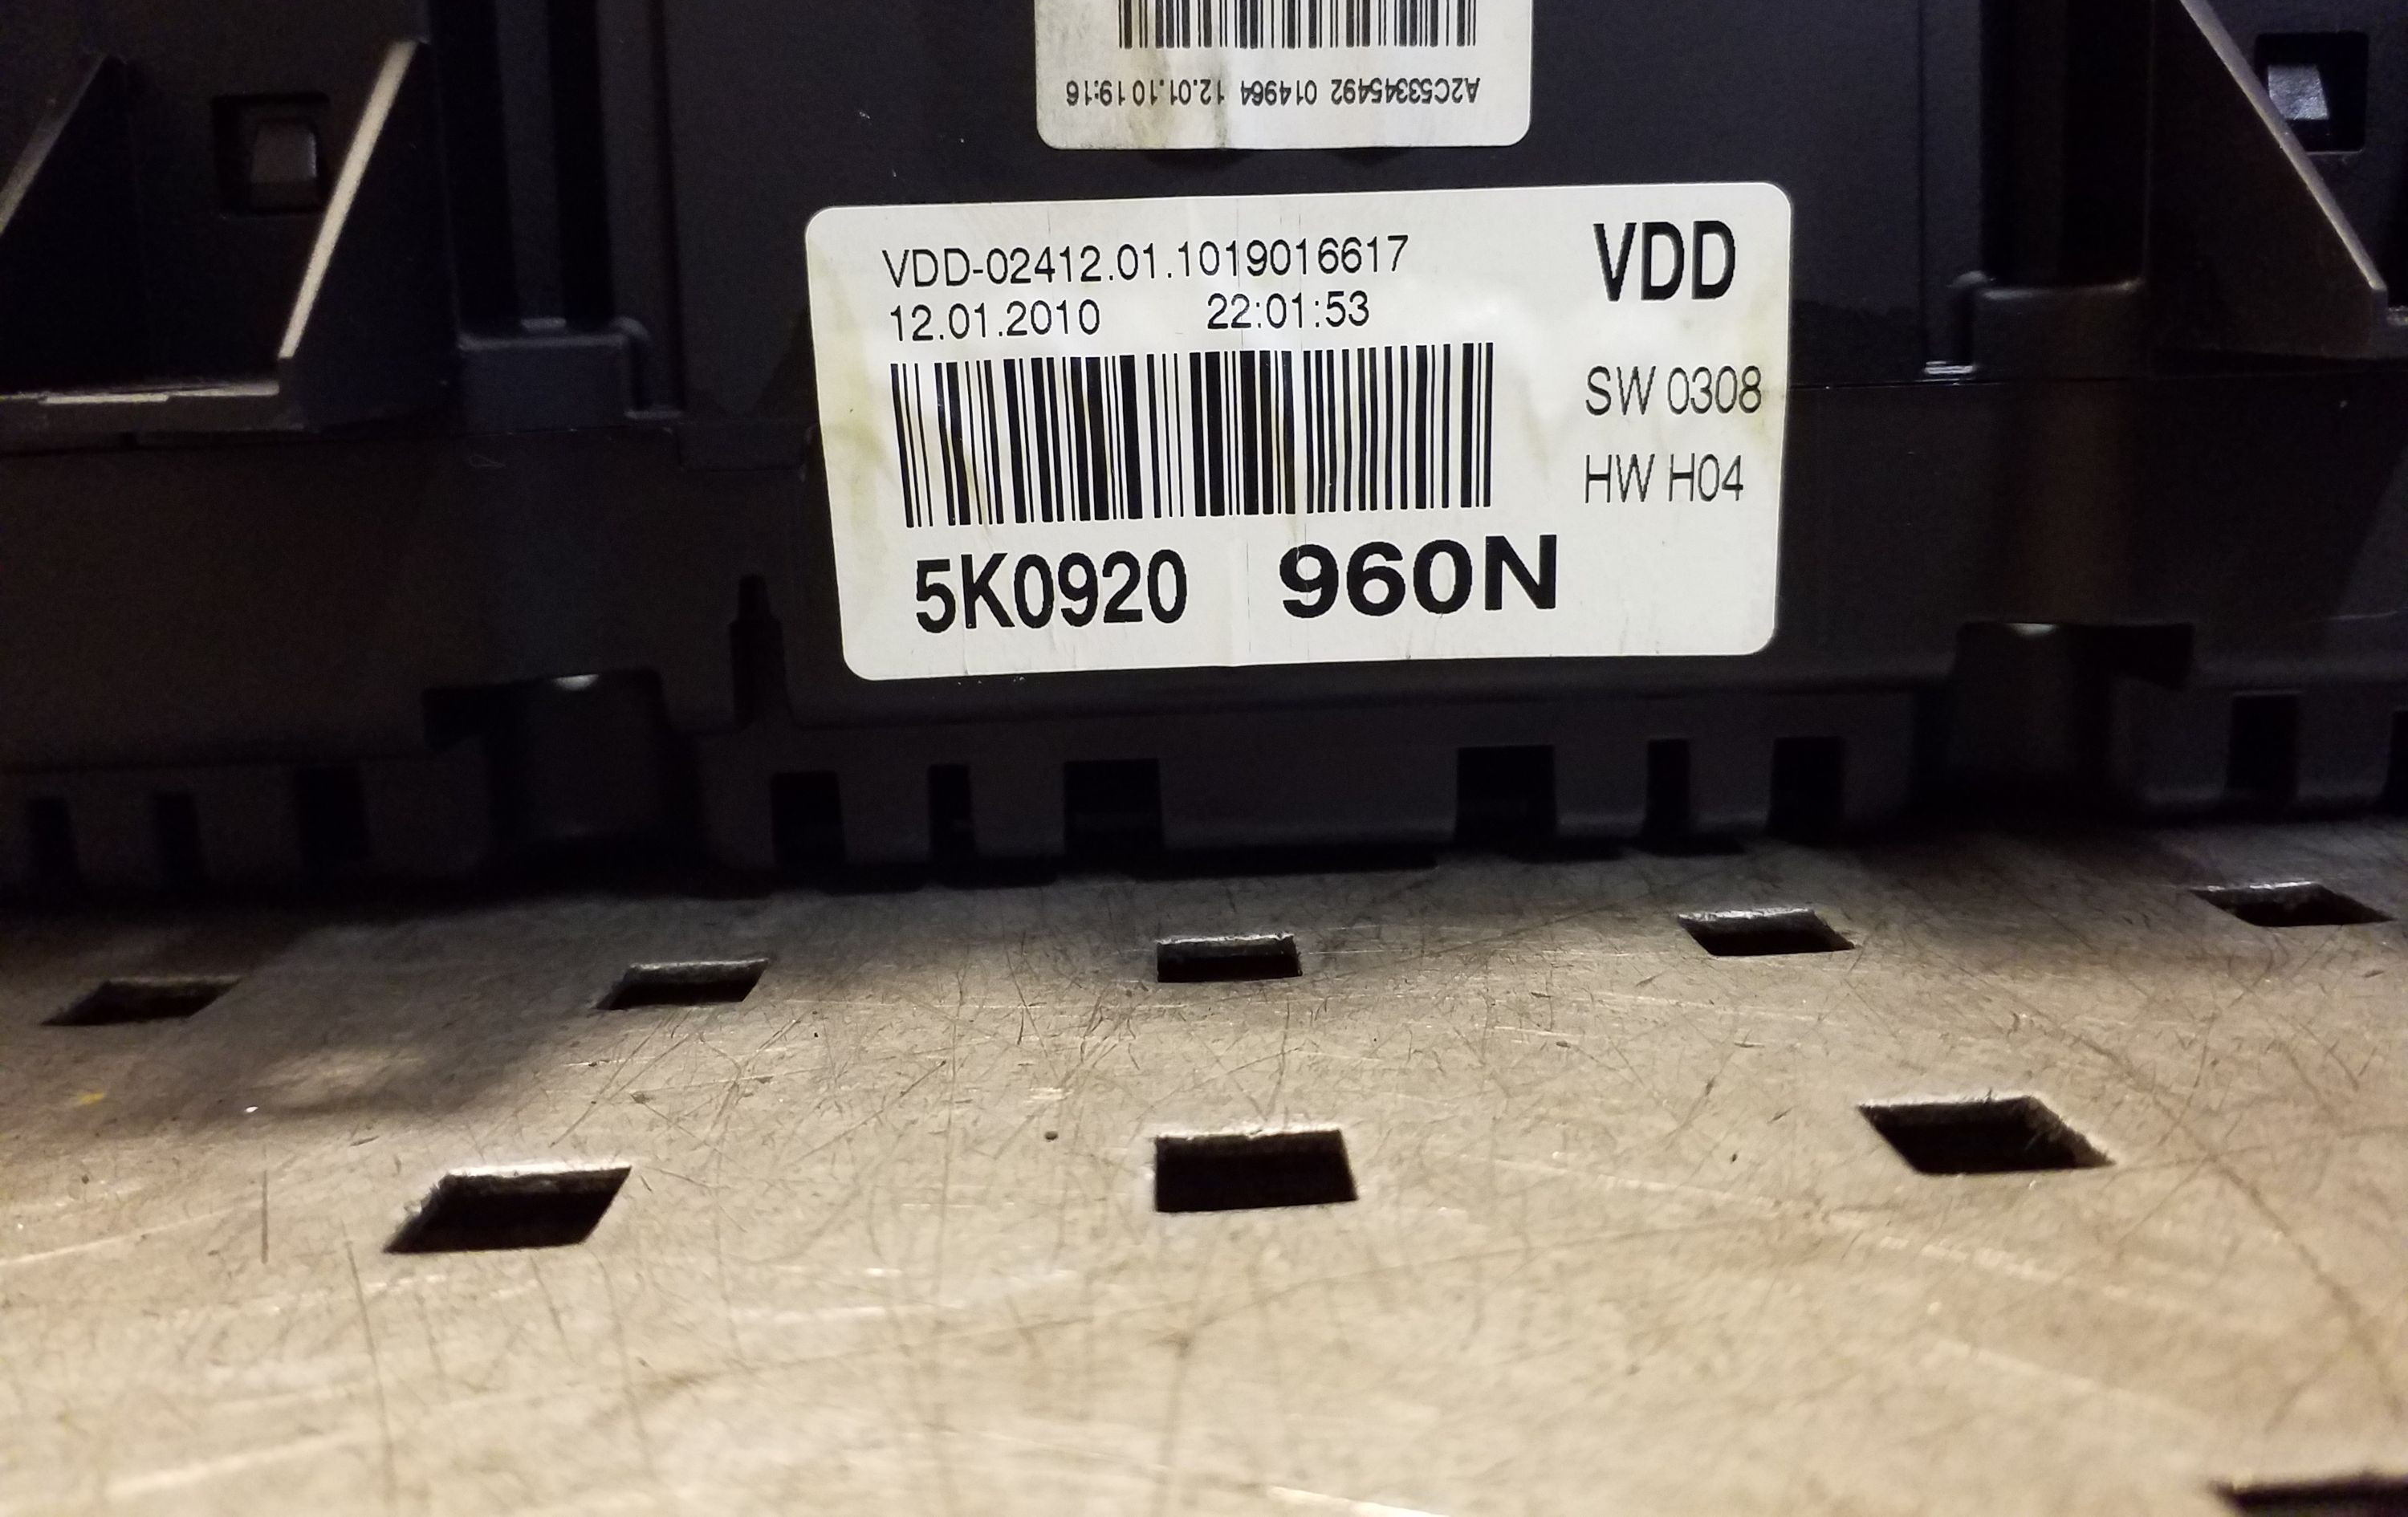 A2C53345492 014964 12.01.10 19:16
VDD-02412.01.1019016617
12.01.2010 22:01:53
VDD
SW 0308
HW H04
5K0920 960N